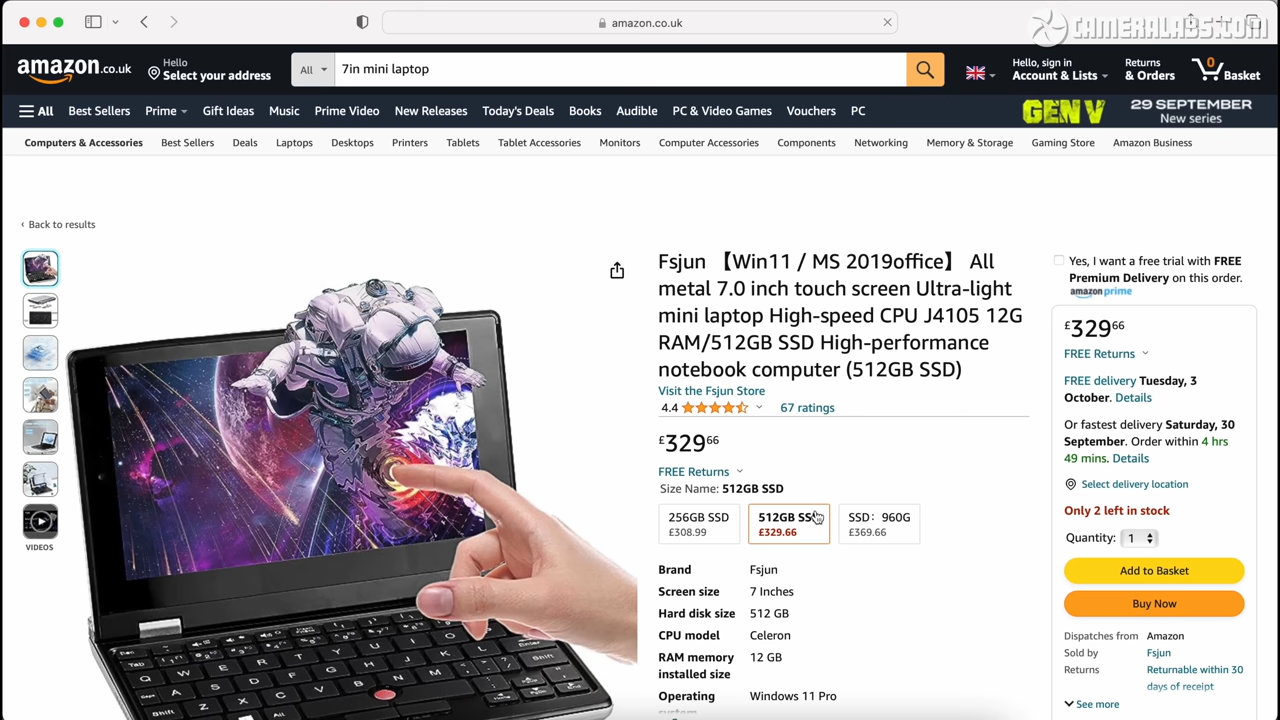 amazon.co.uk
CAMERALABS.COM
amazon.co.uk
Hello
Select your address
All
7in mini laptop
Hello, sign in
Account & Lists
Returns
& Orders
0
Basket
All
Best Sellers
Prime
Gift Ideas
Music
Prime Video
New Releases
Today's Deals
Books
Audible
PC & Video Games
Vouchers
PC
GEN V
29 SEPTEMBER
New series
Computers & Accessories
Best Sellers
Deals
Laptops
Desktops
Printers
Tablets
Tablet Accessories
Monitors
Computer Accessories
Components
Networking
Memory & Storage
Gaming Store
Amazon Business
‹ Back to results
VIDEOS
Fsjun 【Win11 / MS 2019office】 All
metal 7.0 inch touch screen Ultra-light
mini laptop High-speed CPU J4105 12G
RAM/512GB SSD High-performance
notebook computer (512GB SSD)
Visit the Fsjun Store
4.4
67 ratings
£329 66
FREE Returns
Size Name: 512GB SSD
256GB SSD
£308.99
512GB SSD
£329.66
SSD：960G
£369.66
Brand Fsjun
Screen size 7 Inches
Hard disk size 512 GB
CPU model Celeron
RAM memory
installed size
12 GB
Operating
system
Windows 11 Pro
Yes, I want a free trial with FREE
Premium Delivery on this order.
amazon prime
£329 66
FREE Returns
FREE delivery Tuesday, 3
October. Details
Or fastest delivery Saturday, 30
September. Order within 4 hrs
49 mins. Details
Select delivery location
Only 2 left in stock
Quantity: 1
Add to Basket
Buy Now
Dispatches from Amazon
Sold by Fsjun
Returns Returnable within 30
days of receipt
See more